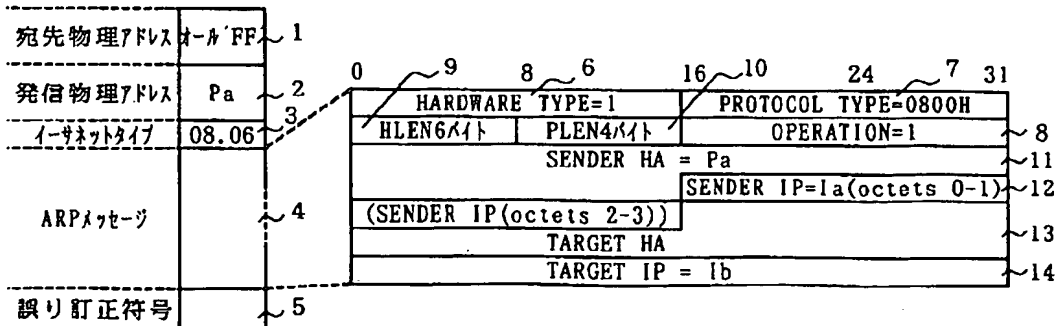 宛先物理アドレス オール'FF' 1
発信物理アドレス Pa 2
イーサネットタイプ 08.06 3
ARPメッセージ 4
誤り訂正符号 5
0 9 8 6 16 10 24 7 31
HARDWARE TYPE=1 PROTOCOL TYPE=0800H
HLEN6バイト PLEN4バイト OPERATION=1 8
SENDER HA = Pa 11
SENDER IP=Ia(octets 0-1) 12
(SENDER IP(octets 2-3))
TARGET HA 13
TARGET IP = Ib 14